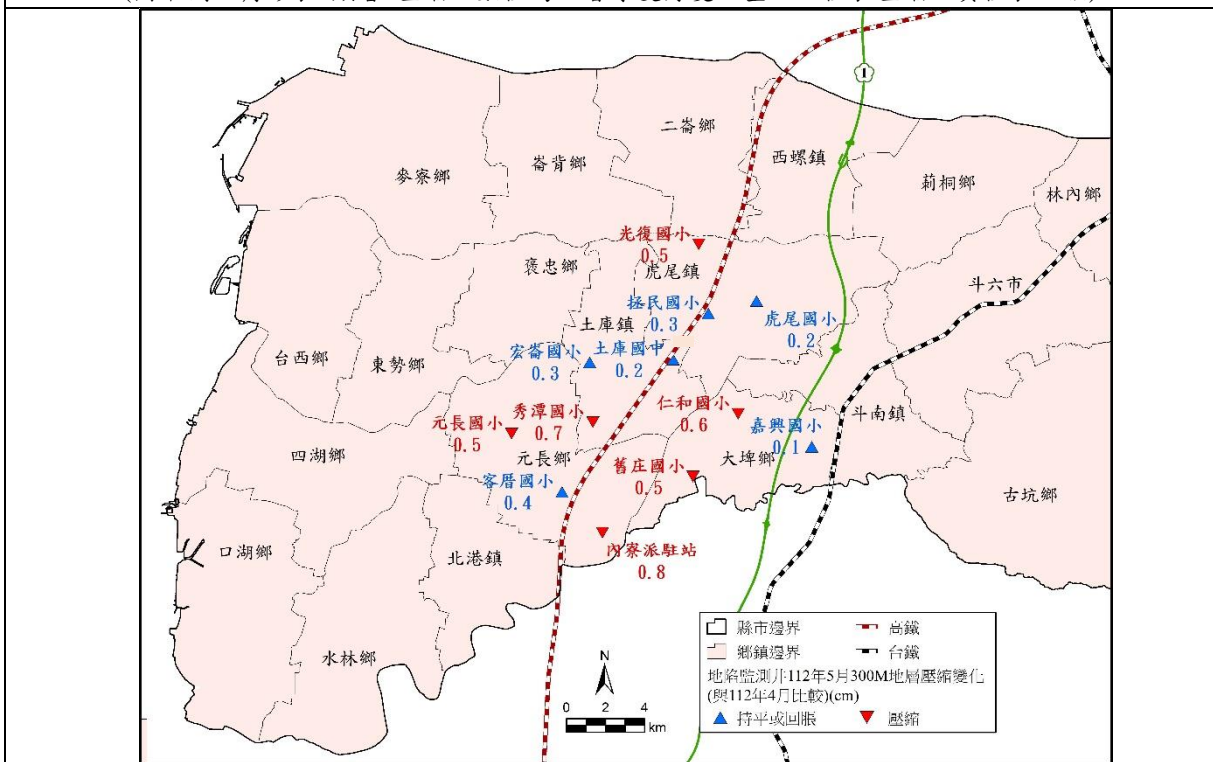 二崙鄉
西螺鎮
崙背鄉
麥寮鄉
莿桐鄉
林內鄉
光復國小
0.5
褒忠鄉
虎尾鎮
斗六市
拯民國小
0.3
虎尾國小
0.2
土庫鎮
宏崙國小
0.3
土庫國中
0.2
台西鄉
東勢鄉
仁和國小
0.6
秀潭國小
0.7
元長國小
0.5
嘉興國小
0.1
斗南鎮
四湖鄉
元長鄉
大埤鄉
舊庄國小
0.5
客厝國小
0.4
古坑鄉
內寮派駐站
0.8
口湖鄉
北港鎮
水林鄉
1
N
0 2 4
km
縣市邊界 高鐵
鄉鎮邊界 台鐵
地陷監測井112年5月300M地層壓縮變化
(與112年4月比較)(cm)
持平或回脹 壓縮